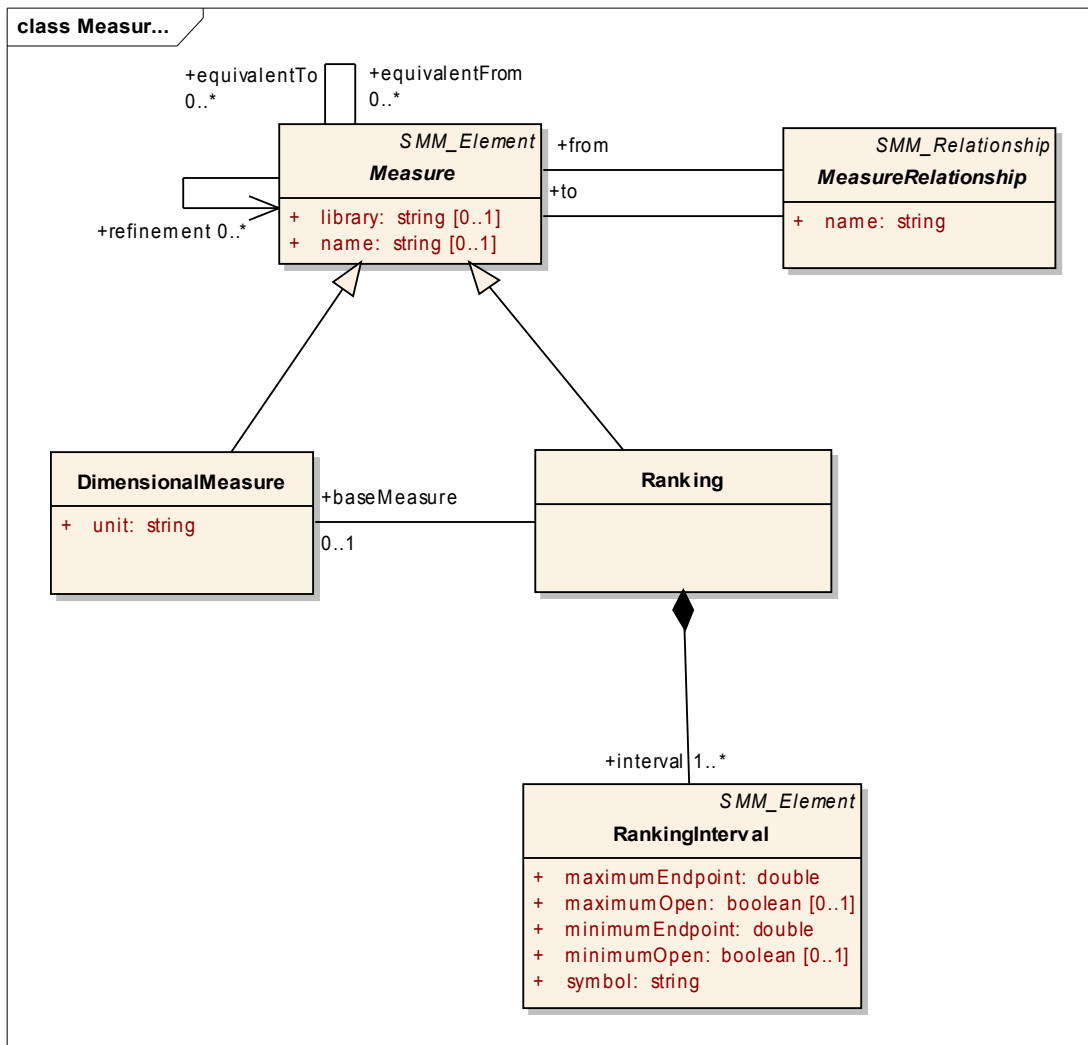 class Measur...
+equivalentTo
0..*
+equivalentFrom
0..*
SMM_Element
Measure
+ library: string [0..1]
+ name: string [0..1]
+refinement 0..*
+from
+to
SMM_Relationship
MeasureRelationship
+ name: string
DimensionalMeasure
+ unit: string
+baseMeasure
0..1
Ranking
+interval 1..*
SMM_Element
RankingInterval
+ maximumEndpoint: double
+ maximumOpen: boolean [0..1]
+ minimumEndpoint: double
+ minimumOpen: boolean [0..1]
+ symbol: string